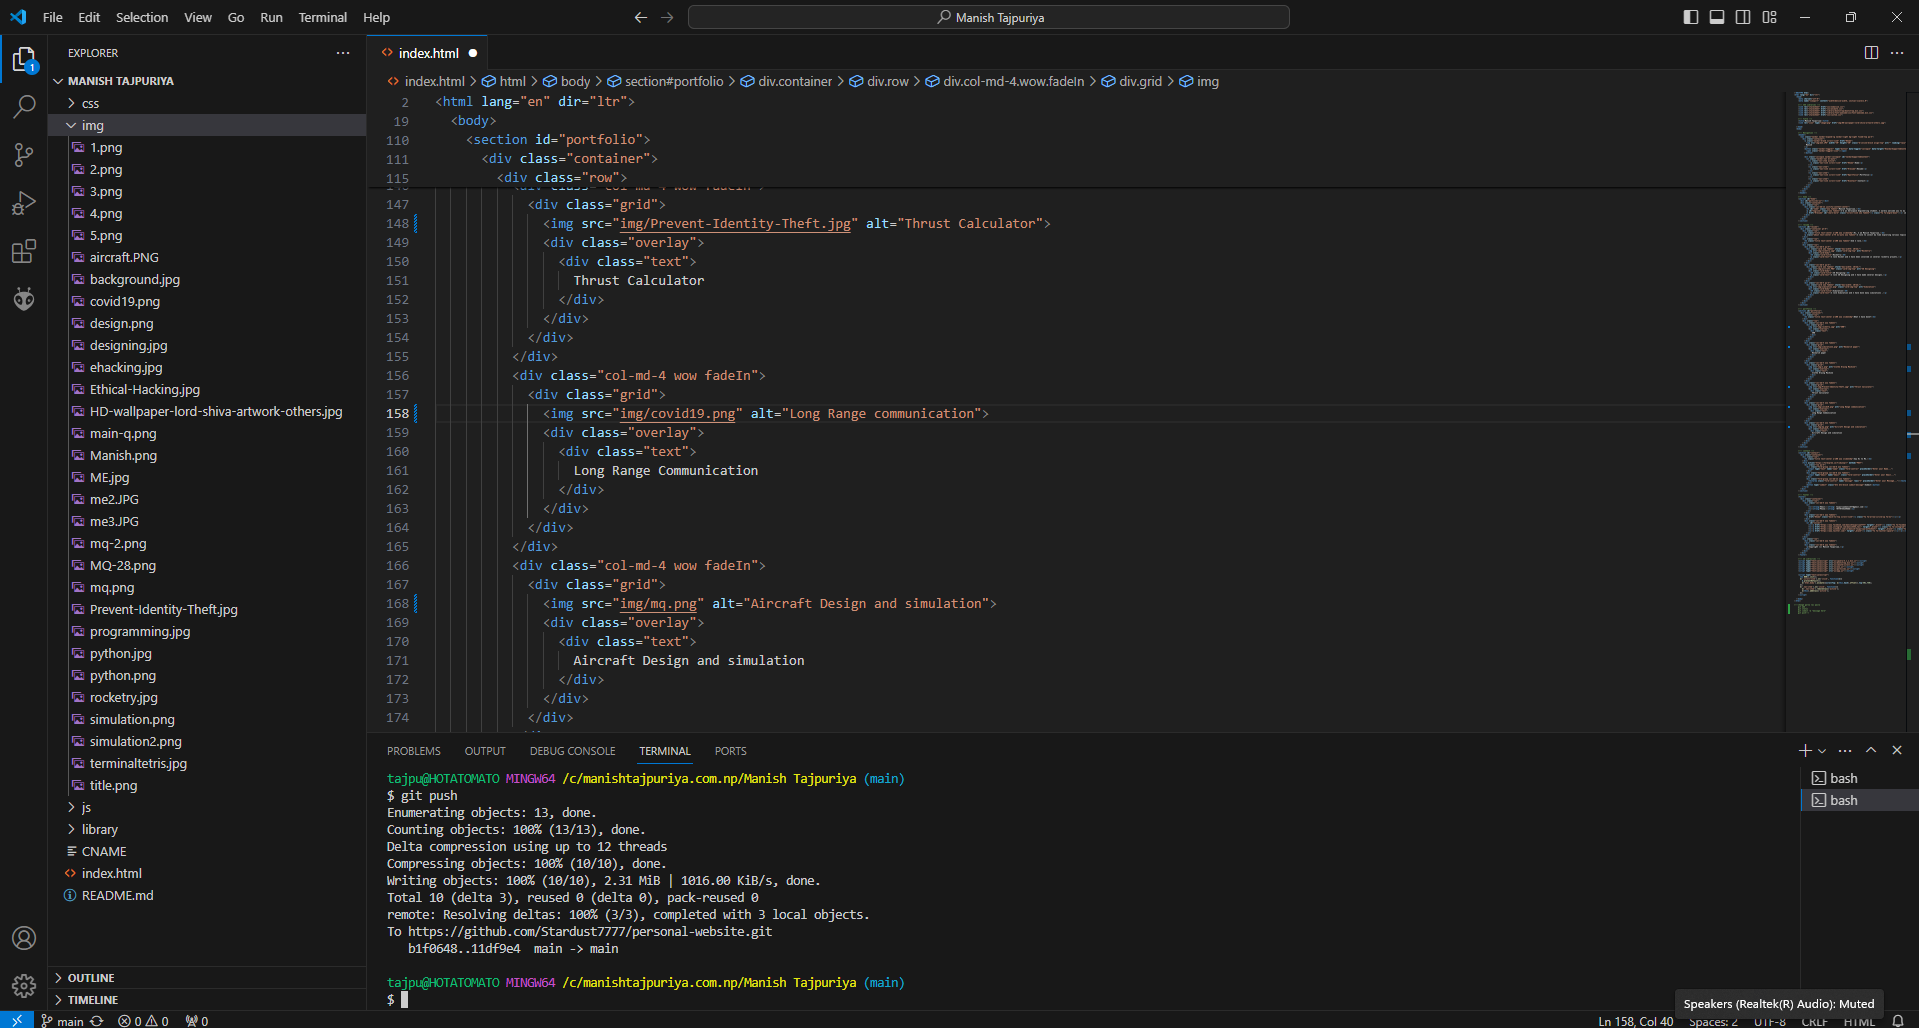 File Edit Selection View Go Run Terminal Help
Manish Tajpuriya
EXPLORER
MANISH TAJPURIYA
css
img
1.png
2.png
3.png
4.png
5.png
aircraft.PNG
background.jpg
covid19.png
design.png
designing.jpg
ehacking.jpg
Ethical-Hacking.jpg
HD-wallpaper-lord-shiva-artwork-others.jpg
main-q.png
Manish.png
ME.jpg
me2.JPG
me3.JPG
mq-2.png
MQ-28.png
mq.png
Prevent-Identity-Theft.jpg
programming.jpg
python.jpg
python.png
rocketry.jpg
simulation.png
simulation2.png
terminaltetris.jpg
title.png
js
library
CNAME
index.html
README.md
OUTLINE
TIMELINE
index.html
index.html > html > body > section#portfolio > div.container > div.row > div.col-md-4.wow.fadeIn > div.grid > img
2 <html lang="en" dir="ltr">
19 <body>
110 <section id="portfolio">
111 <div class="container">
115 <div class="row">
147 <div class="grid">
148 <img src="img/Prevent-Identity-Theft.jpg" alt="Thrust Calculator">
149 <div class="overlay">
150 <div class="text">
151 Thrust Calculator
152 </div>
153 </div>
154 </div>
155 </div>
156 <div class="col-md-4 wow fadeIn">
157 <div class="grid">
158 <img src="img/covid19.png" alt="Long Range communication">
159 <div class="overlay">
160 <div class="text">
161 Long Range Communication
162 </div>
163 </div>
164 </div>
165 </div>
166 <div class="col-md-4 wow fadeIn">
167 <div class="grid">
168 <img src="img/mq.png" alt="Aircraft Design and simulation">
169 <div class="overlay">
170 <div class="text">
171 Aircraft Design and simulation
172 </div>
173 </div>
174 </div>
PROBLEMS OUTPUT DEBUG CONSOLE TERMINAL PORTS
tajpu@HOTATOMATO MINGW64 /c/manishtajpuriya.com.np/Manish Tajpuriya (main)
$ git push
Enumerating objects: 13, done.
Counting objects: 100% (13/13), done.
Delta compression using up to 12 threads
Compressing objects: 100% (10/10), done.
Writing objects: 100% (10/10), 2.31 MiB | 1016.00 KiB/s, done.
Total 10 (delta 3), reused 0 (delta 0), pack-reused 0
remote: Resolving deltas: 100% (3/3), completed with 3 local objects.
To https://github.com/Stardust7777/personal-website.git
b1f0648..11df9e4 main -> main
tajpu@HOTATOMATO MINGW64 /c/manishtajpuriya.com.np/Manish Tajpuriya (main)
$
bash
bash
Speakers (Realtek(R) Audio): Muted
1
main 0 0 0
Ln 158, Col 40 Spaces: 2 UTF-8 CRLF HTML